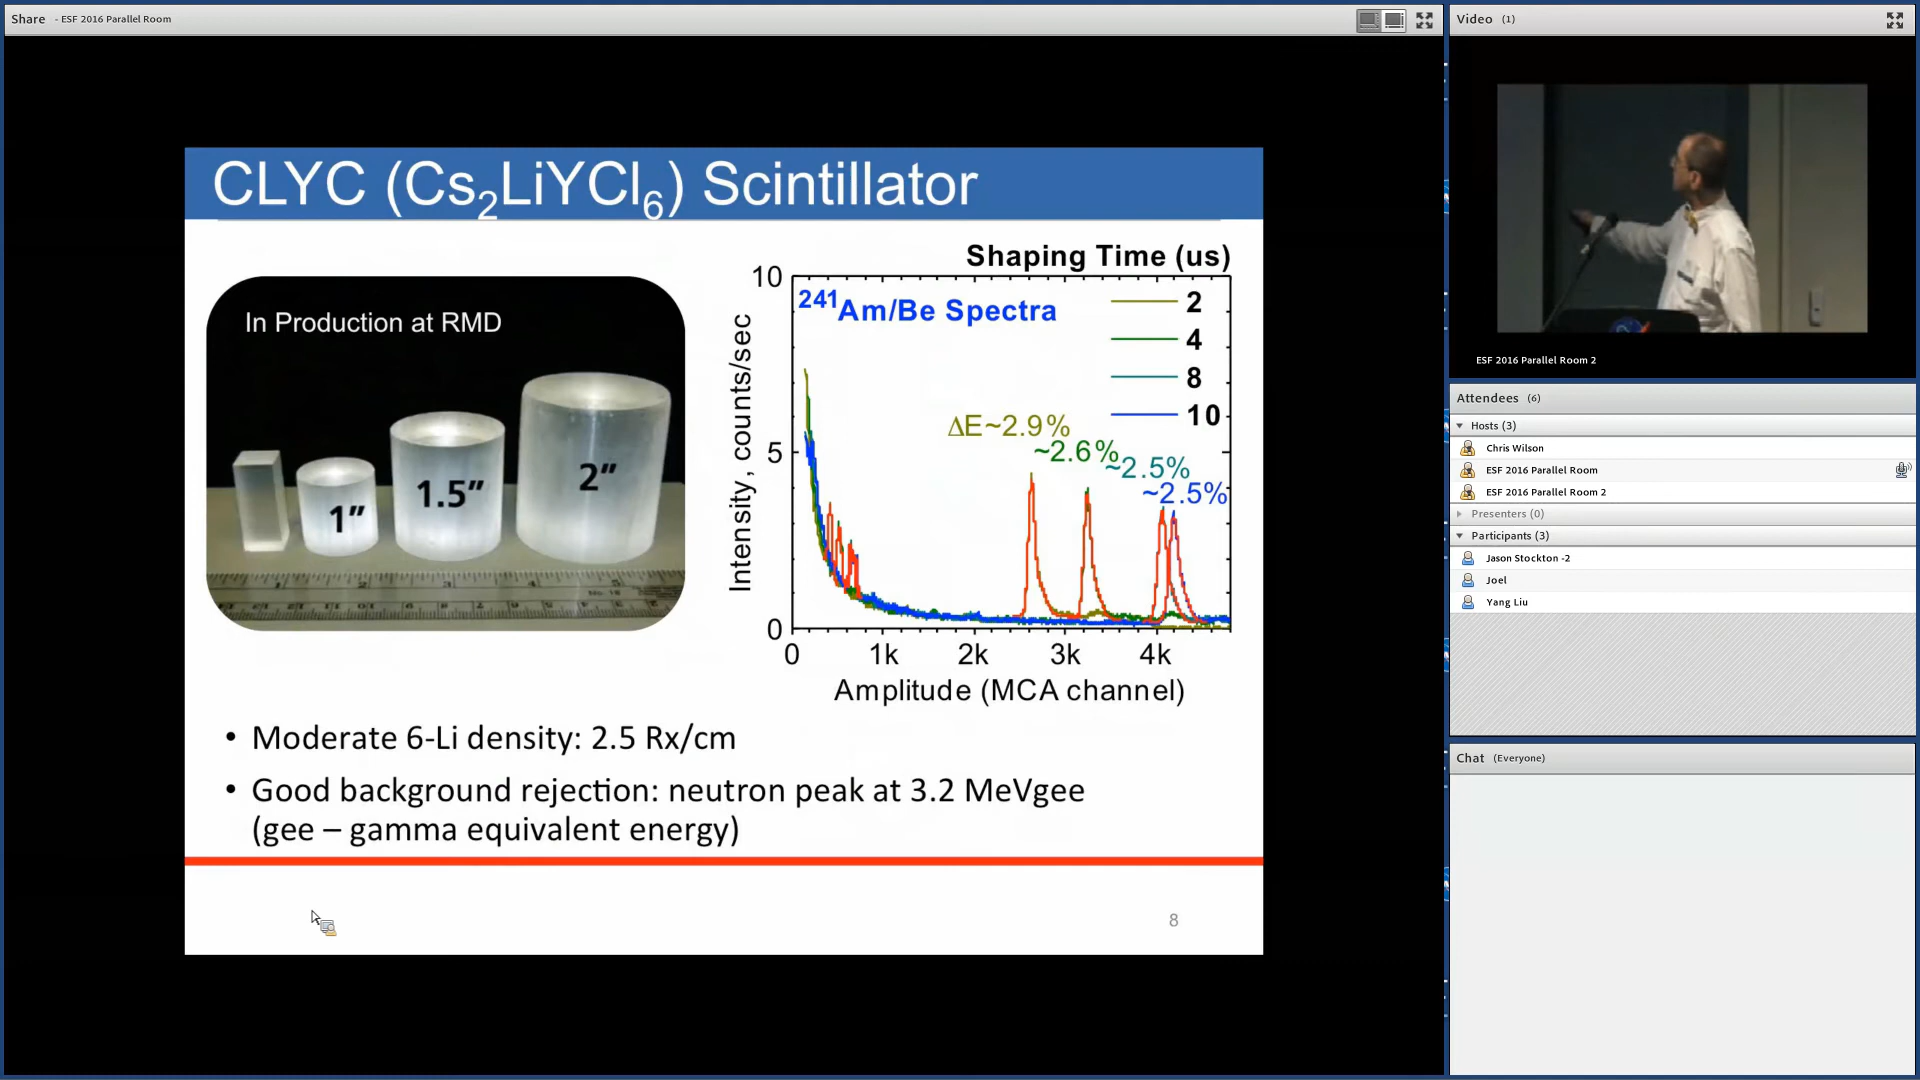 Share - ESF 2016 Parallel Room
CLYC (Cs2LiYCl6) Scintillator
In Production at RMD
1"
1.5"
2"
Shaping Time (us)
241Am/Be Spectra
2
4
8
10
ΔE~2.9%
~2.6%
~2.5%
~2.5%
Intensity, counts/sec
10
5
0
0 1k 2k 3k 4k
Amplitude (MCA channel)
• Moderate 6-Li density: 2.5 Rx/cm
• Good background rejection: neutron peak at 3.2 MeVgee
(gee – gamma equivalent energy)
8
Video (1)
ESF 2016 Parallel Room 2
Attendees (6)
Hosts (3)
Chris Wilson
ESF 2016 Parallel Room
ESF 2016 Parallel Room 2
Presenters (0)
Participants (3)
Jason Stockton -2
Joel
Yang Liu
Chat (Everyone)